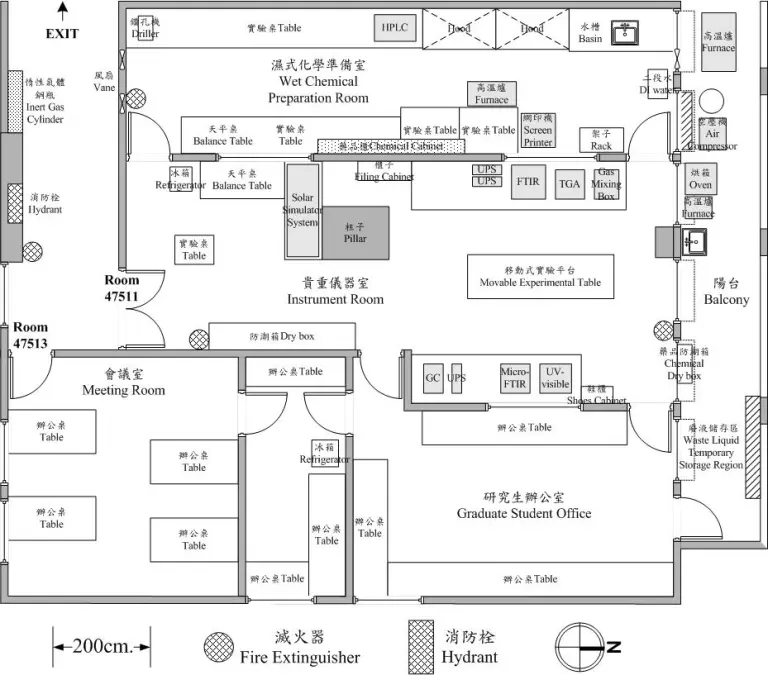 EXIT
鑽孔機
Driller
實驗桌Table
HPLC
Hood
Hood
水槽
Basin
高溫爐
Furnace
惰性氣體
鋼瓶
Inert Gas
Cylinder
風扇
Vane
濕式化學準備室
Wet Chemical
Preparation Room
高溫爐
Furnace
二段水
DI water
空壓機
Air
Compressor
天平桌
Balance Table
實驗桌
Table
實驗桌Table
實驗桌Table
網印機
Screen
Printer
架子
Rack
藥品櫃Chemical Cabinet
消防栓
Hydrant
冰箱
Refrigerator
天平桌
Balance Table
Solar
Simulator
System
櫃子
Filing Cabinet
UPS
UPS
FTIR
TGA
Gas
Mixing
Box
烘箱
Oven
高溫爐
Furnace
柱子
Pillar
實驗桌
Table
貴重儀器室
Instrument Room
移動式實驗平台
Movable Experimental Table
陽台
Balcony
Room
47511
Room
47513
防潮箱Dry box
藥品防潮箱
Chemical
Dry box
會議室
Meeting Room
辦公桌Table
GC
UPS
Micro-
FTIR
UV-
visible
鞋櫃
Shoes Cabinet
辦公桌
Table
辦公桌
Table
辦公桌
Table
辦公桌
Table
冰箱
Refrigerator
辦公桌Table
廢液儲存區
Waste Liquid
Temporary
Storage Region
研究生辦公室
Graduate Student Office
辦公桌
Table
辦公桌
Table
辦公桌Table
辦公桌Table
200cm.
滅火器
Fire Extinguisher
消防栓
Hydrant
N